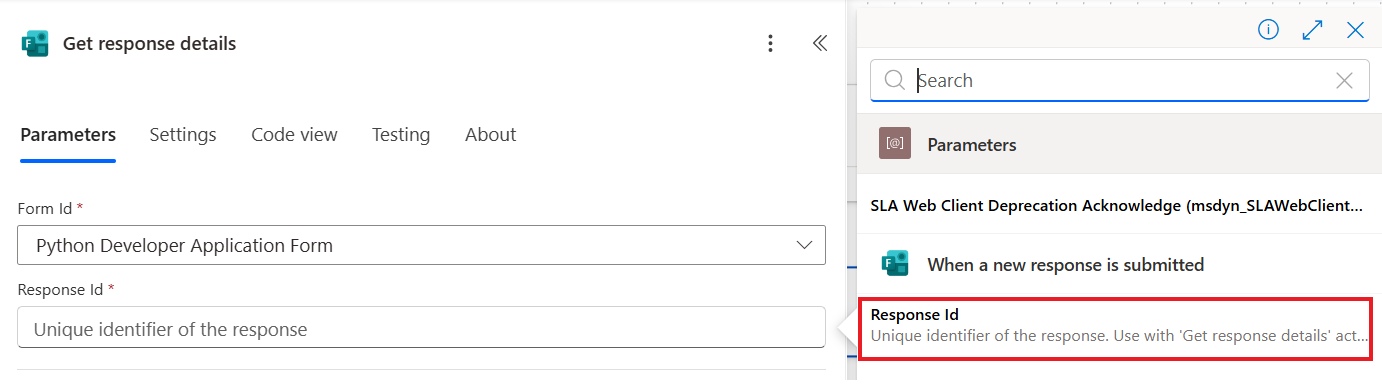 Get response details
Parameters Settings Code view Testing About
Form Id *
Python Developer Application Form
Response Id *
Unique identifier of the response
Search
[@] Parameters
SLA Web Client Deprecation Acknowledge (msdyn_SLAWebClient...
F When a new response is submitted
Response Id
Unique identifier of the response. Use with 'Get response details' act...